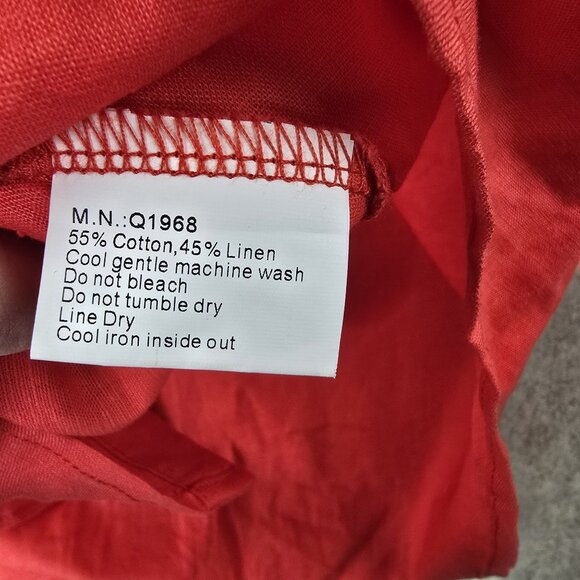 M.N.:Q1968
55% Cotton,45% Linen
Cool gentle machine wash
Do not bleach
Do not tumble dry
Line Dry
Cool iron inside out